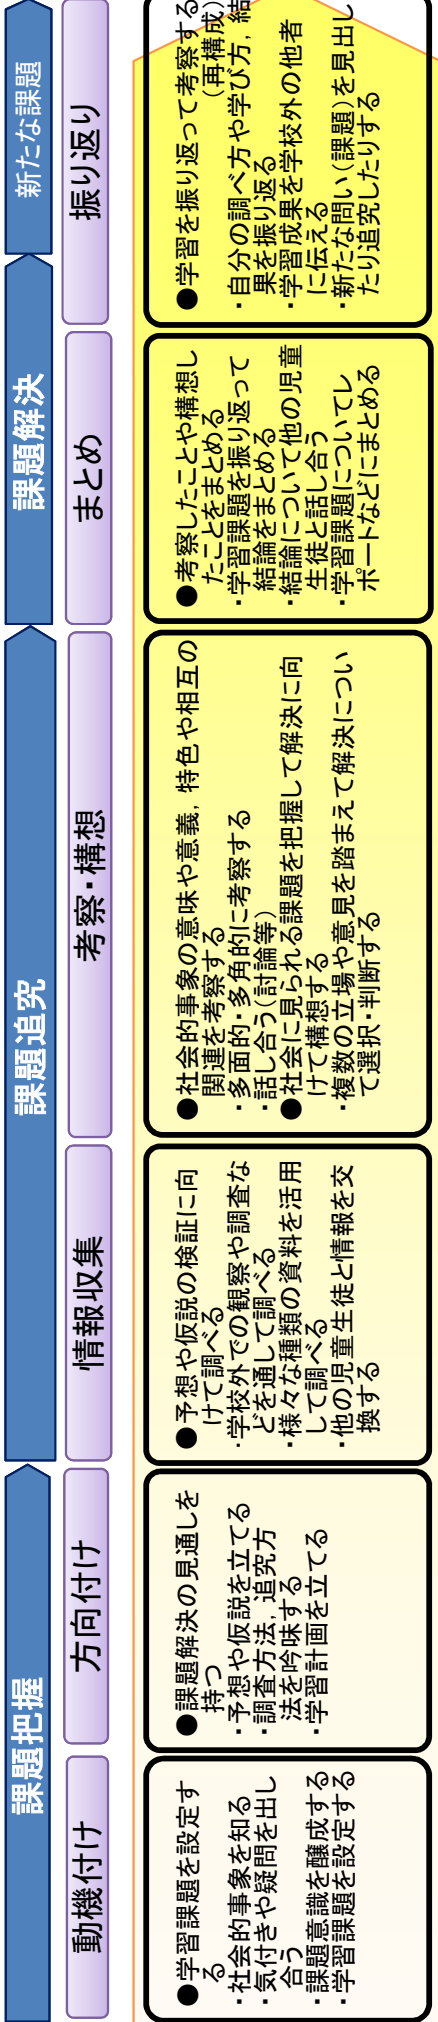 課題把握
課題追究
課題解決
新たな課題
動機付け
方向付け
情報収集
考察・構想
まとめ
振り返り
●学習課題を設定す
る
・社会的事象を知る
・気付きや疑問を出し
合う
・課題意識を醸成する
・学習課題を設定する
●課題解決の見通しを
持つ
・予想や仮説を立てる
・調査方法，追究方
法を吟味する
・学習計画を立てる
●予想や仮説の検証に向
けて調べる
・学校外での観察や調査な
どを通して調べる
・様々な種類の資料を活用
して調べる
・他の児童生徒と情報を交
換する
●社会的事象の意味や意義，特色や相互の
関連を考察する
・多面的・多角的に考察する
・話し合う（討論等）
●社会に見られる課題を把握して解決に向
けて構想する
・複数の立場や意見を踏まえて解決につい
て選択・判断する
●考察したことや構想し
たことをまとめる
・学習課題を振り返って
結論をまとめる
・結論について他の児童
生徒と話し合う
・学習課題についてレ
ポートなどにまとめる
●学習を振り返って考察する
（再構成）
・自分の調べ方や学び方，結
果を振り返る
・学習成果を学校外の他者
に伝える
・新たな問い（課題）を見出し
たり追究したりする